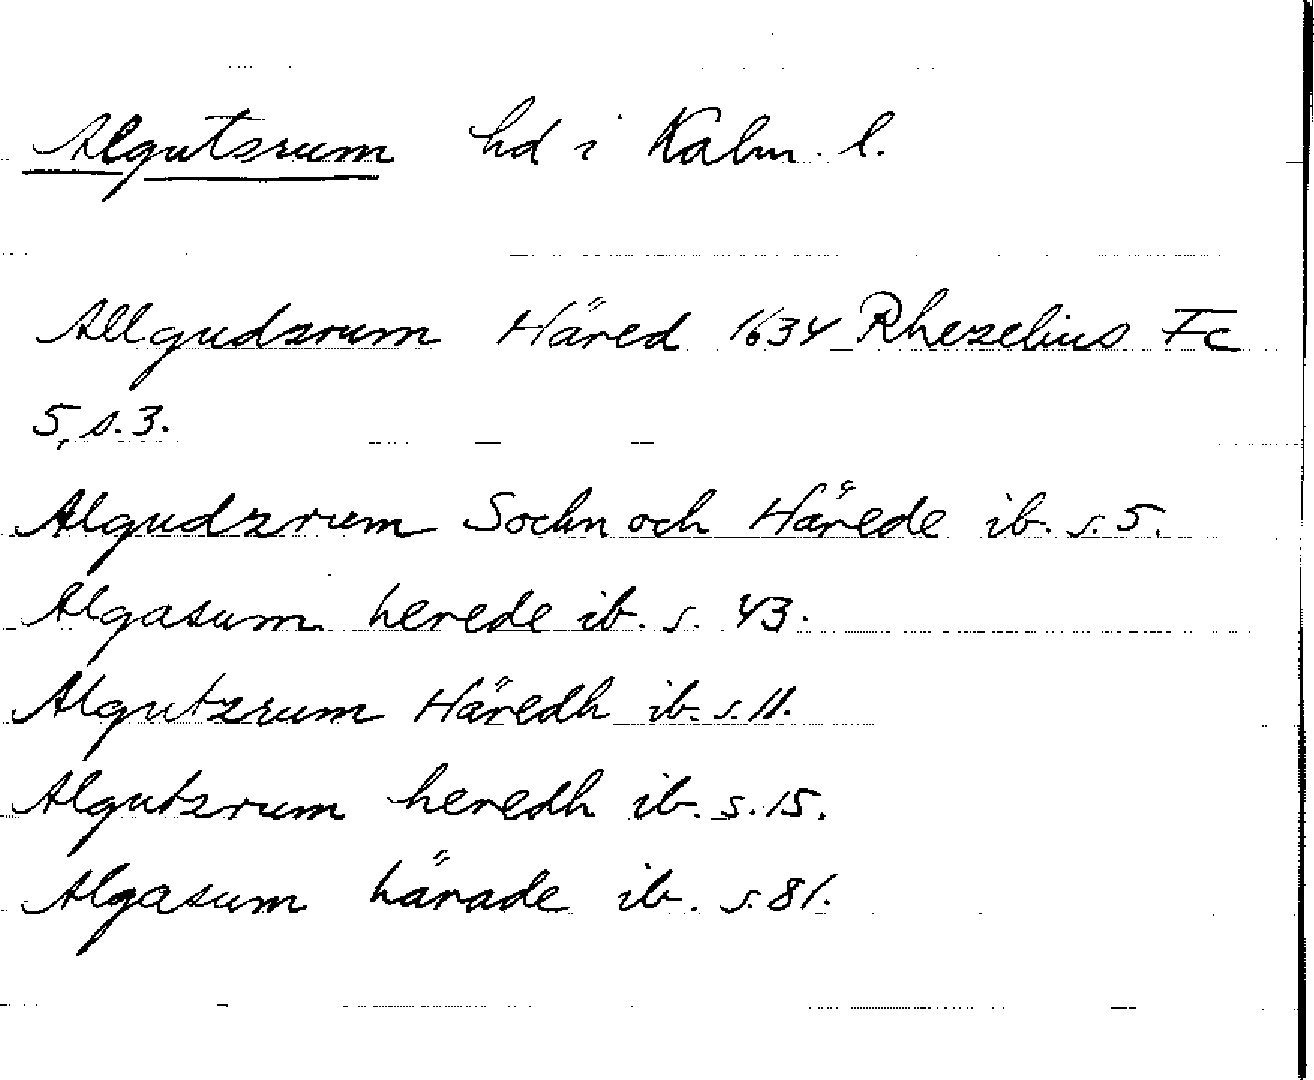 Algutsrum hd i Kalm. l.
Allgudzrum Häred 1634 Rhezelius Fc
5, s. 3.
Algudzrum Sochn och Härede ib. s. 5.
Algasum herede ib. s. 43.
Algutzrum Häredh ib. s. 11.
Algutzrum heredh ib. s. 15.
Algasum härade ib. s. 81.